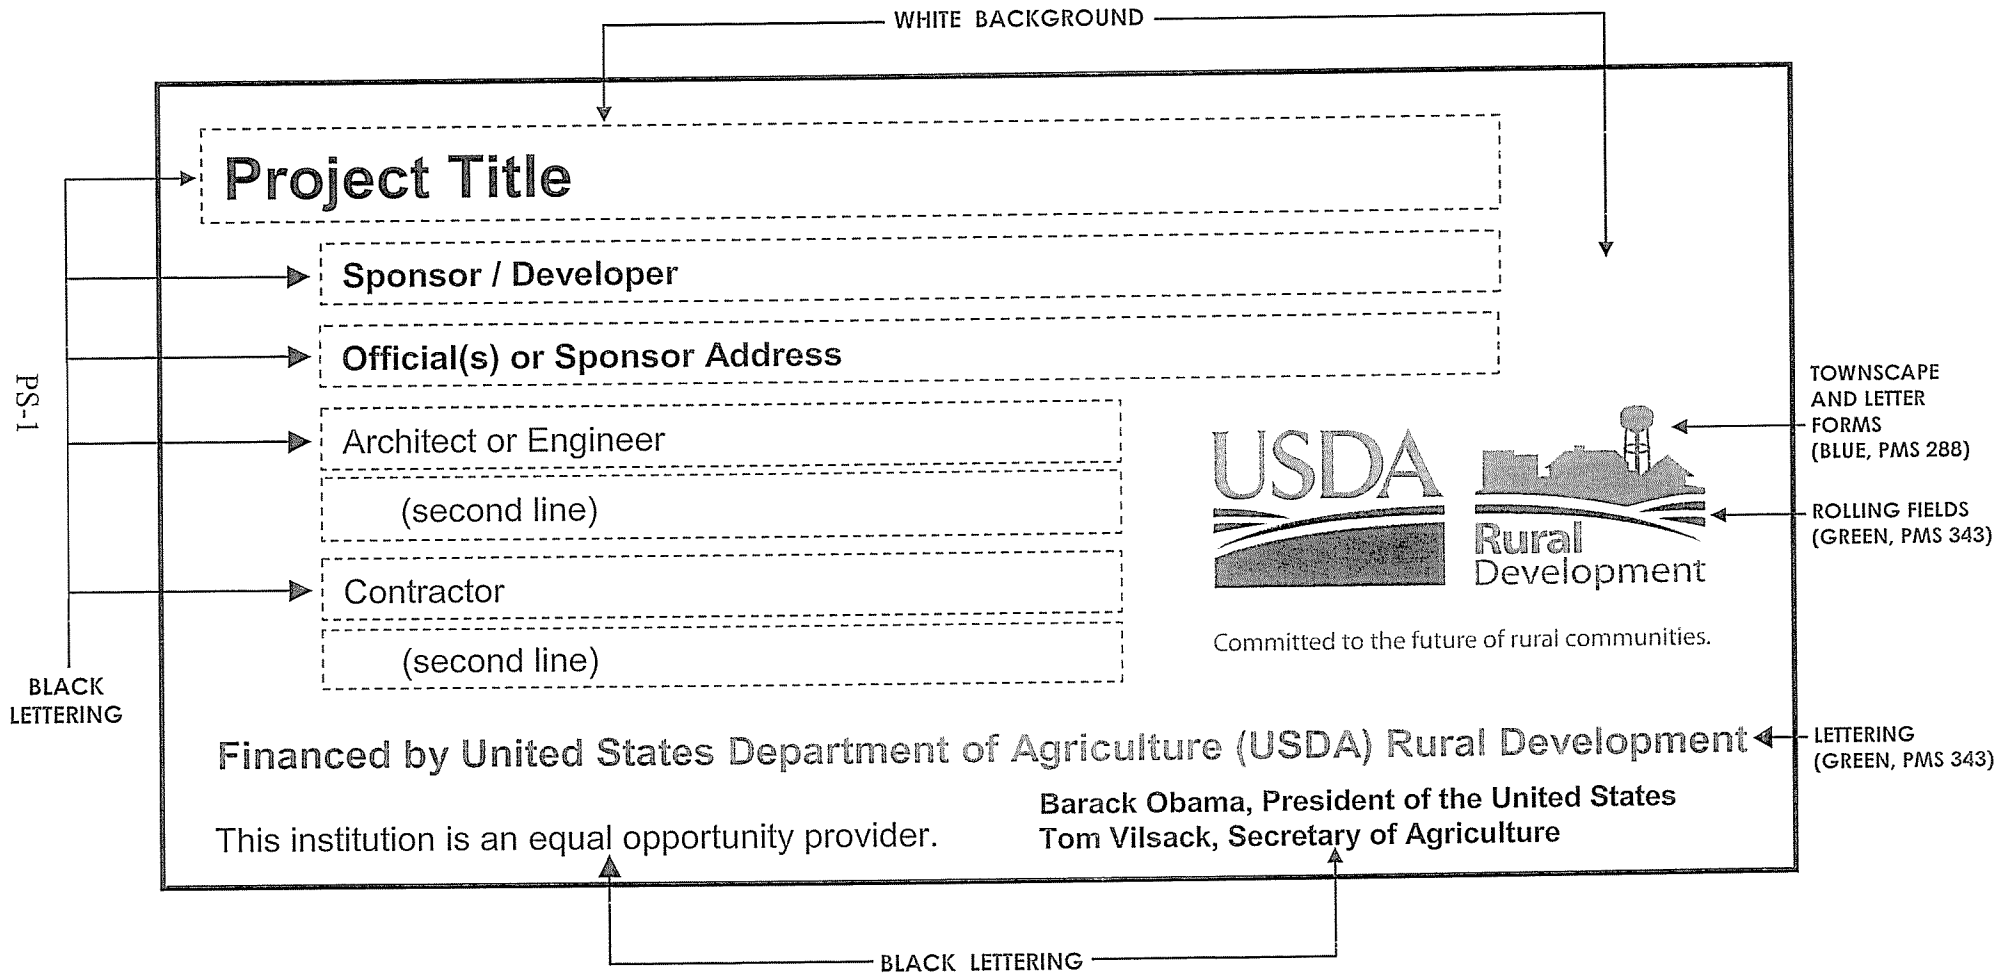 WHITE BACKGROUND
Project Title
Sponsor / Developer
Official(s) or Sponsor Address
Architect or Engineer
(second line)
Contractor
(second line)
PS-1
BLACK
LETTERING
USDA
Rural
Development
Committed to the future of rural communities.
TOWNSCAPE
AND LETTER
FORMS
(BLUE, PMS 288)
ROLLING FIELDS
(GREEN, PMS 343)
Financed by United States Department of Agriculture (USDA) Rural Development
LETTERING
(GREEN, PMS 343)
Barack Obama, President of the United States
This institution is an equal opportunity provider.
Tom Vilsack, Secretary of Agriculture
BLACK LETTERING